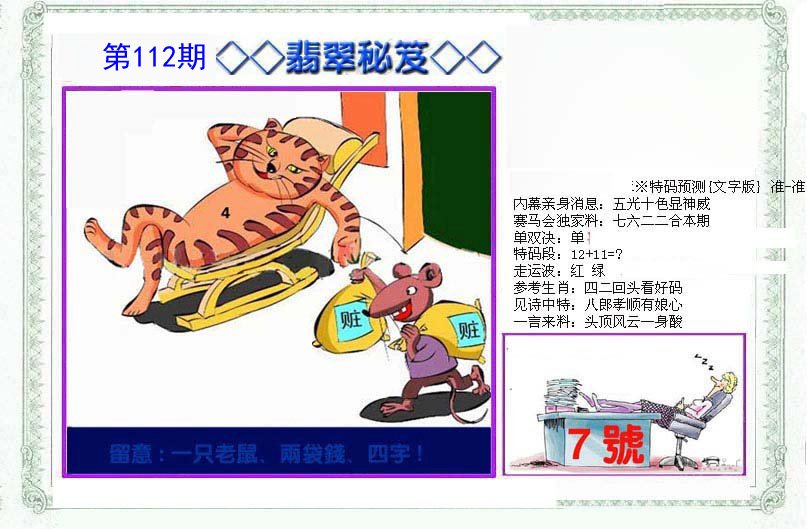 第112期 ◇◇翡翠秘笈◇◇
※特码预测{文字版} 准-准
内幕亲身消息：五光十色显神威
赛马会独家料：七六二二合本期
单双决：单
特码段：12+11=?
走运波：红 绿
参考生肖：四二回头看好码
见诗中特：八郎孝顺有娘心
一言来料：头顶风云一身酸
4
赃
赃
留意：一只老鼠、兩袋錢、四字！
zzz
7 號